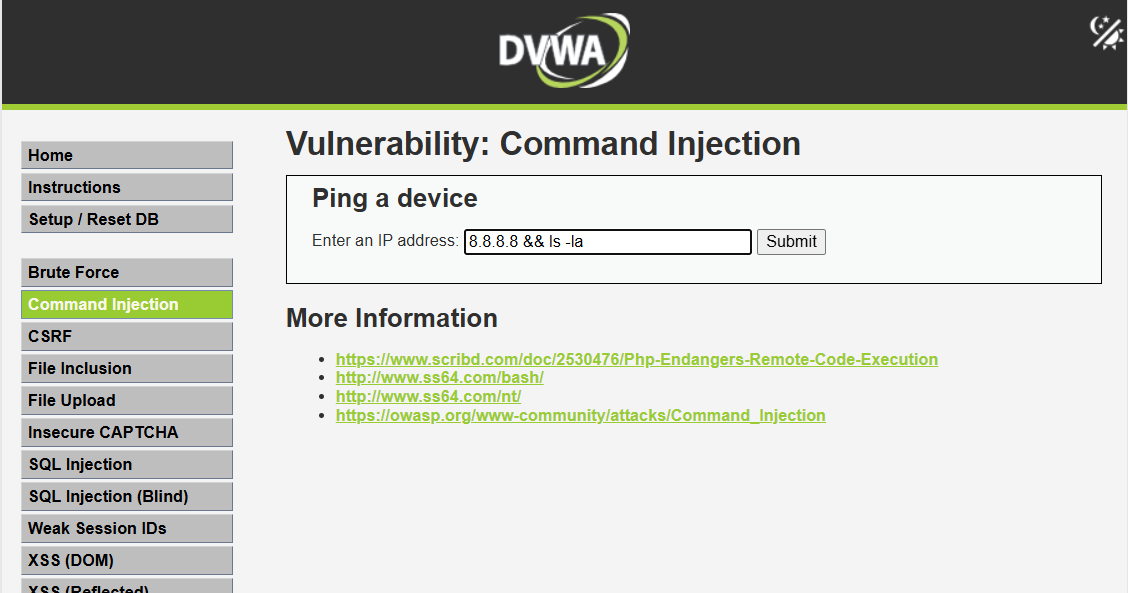 DVWA
Home
Instructions
Setup / Reset DB
Brute Force
Command Injection
CSRF
File Inclusion
File Upload
Insecure CAPTCHA
SQL Injection
SQL Injection (Blind)
Weak Session IDs
XSS (DOM)
XSS (Reflected)
Vulnerability: Command Injection
Ping a device
Enter an IP address: 8.8.8.8 && ls -la Submit
More Information
https://www.scribd.com/doc/2530476/Php-Endangers-Remote-Code-Execution
http://www.ss64.com/bash/
http://www.ss64.com/nt/
https://owasp.org/www-community/attacks/Command_Injection